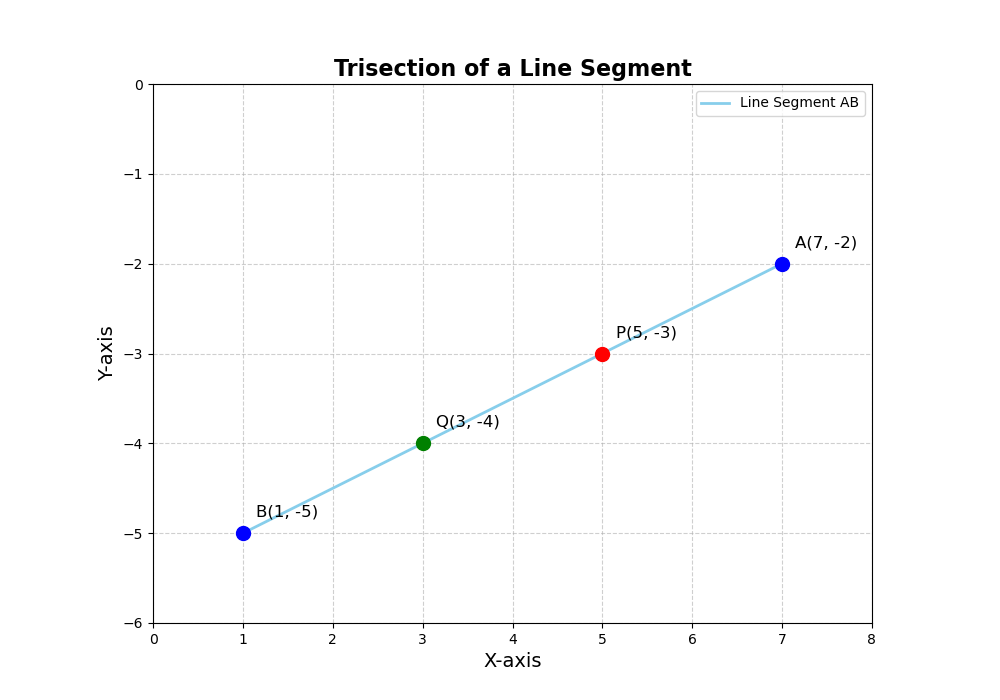 Trisection of a Line Segment
Line Segment AB
0
−1
−2
−3
−4
−5
−6
Y-axis
A(7, -2)
P(5, -3)
Q(3, -4)
B(1, -5)
0 1 2 3 4 5 6 7 8
X-axis